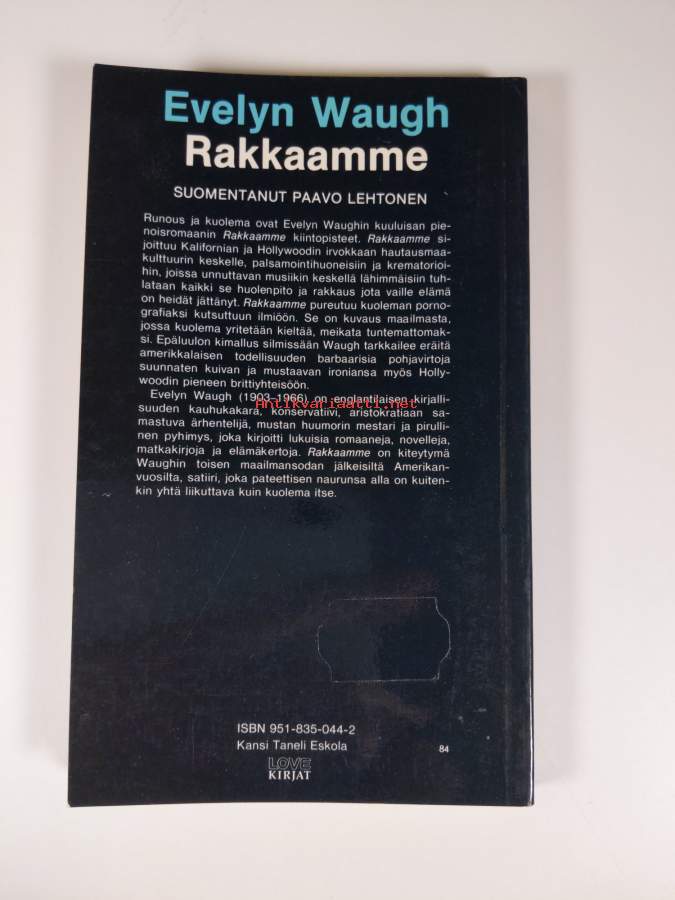 Evelyn Waugh
Rakkaamme
SUOMENTANUT PAAVO LEHTONEN
Runous ja kuolema ovat Evelyn Waughin kuuluisan pie-
noisromaanin Rakkaamme kiintopisteet. Rakkaamme si-
joittuu Kalifornian ja Hollywoodin irvokkaan hautausmaa-
kulttuurin keskelle, palsamointihuoneisiin ja krematorioi-
hin, joissa unnuttavan musiikin keskellä lähimmäisiin tuh-
lataan kaikki se huolenpito ja rakkaus jota vaille elämä
on heidät jättänyt. Rakkaamme pureutuu kuoleman porno-
grafiaksi kutsuttuun ilmiöön. Se on kuvaus maailmasta,
jossa kuolema yritetään kieltää, meikata tuntemattomak-
si. Epäluulon kimallus silmissään Waugh tarkkailee eräitä
amerikkalaisen todellisuuden barbaarisia pohjavirtoja
suunnaten kuivan ja mustaavan ironiansa myös Holly-
woodin pieneen brittiyhteisöön.
Evelyn Waugh (1903–1966) on englantilaisen kirjalli-
Antikvariaatti.net
suuden kauhukakara, konservatiivi, aristokratiaan sa-
mastuva ärhentelijä, mustan huumorin mestari ja pirulli-
nen pyhimys, joka kirjoitti lukuisia romaaneja, novelleja,
matkakirjoja ja elämäkertoja. Rakkaamme on kiteytymä
Waughin toisen maailmansodan jälkeisiltä Amerikan-
vuosilta, satiiri, joka pateettisen naurunsa alla on kuiten-
kin yhtä liikuttava kuin kuolema itse.
ISBN 951-835-044-2
Kansi Taneli Eskola
84
LOVE
KIRJAT